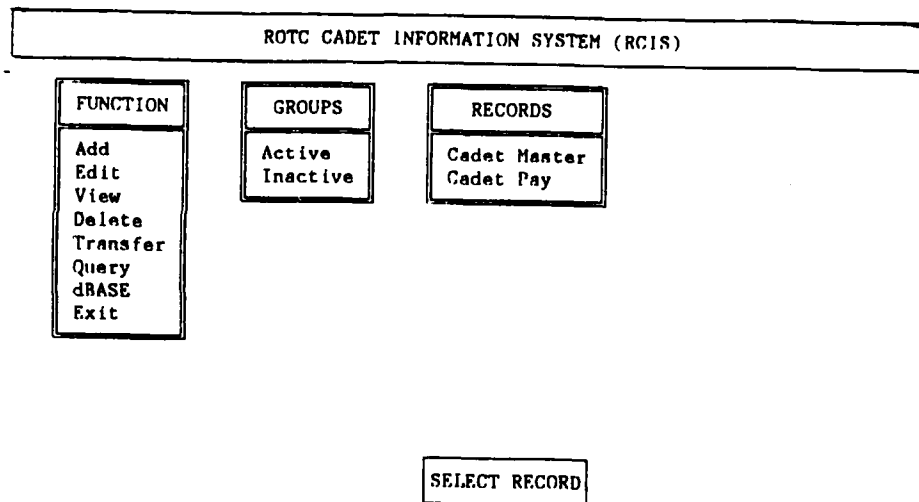 ROTC CADET INFORMATION SYSTEM (RCIS)
FUNCTION
Add
Edit
View
Delete
Transfer
Query
dBASE
Exit
GROUPS
Active
Inactive
RECORDS
Cadet Master
Cadet Pay
SELECT RECORD